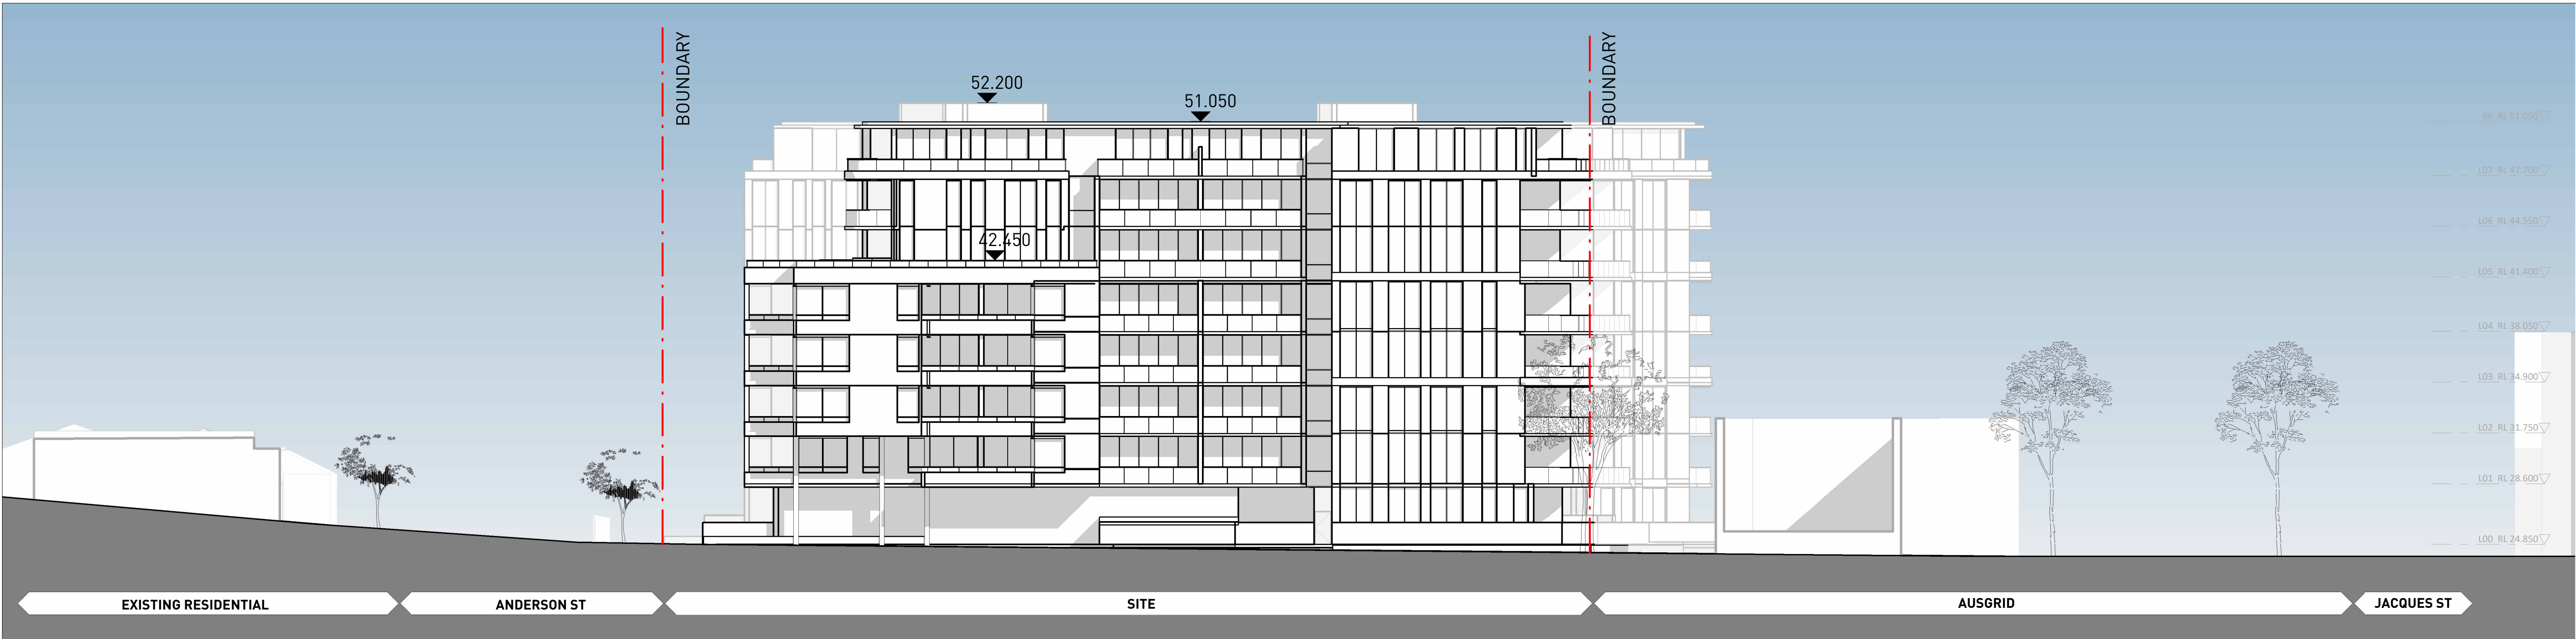 BOUNDARY
BOUNDARY
52.200
51.050
42.450
RF RL 51.050
L07 RL 47.700
L06 RL 44.550
L05 RL 41.400
L04 RL 38.050
L03 RL 34.900
L02 RL 31.750
L01 RL 28.600
L00 RL 24.850
EXISTING RESIDENTIAL
ANDERSON ST
SITE
AUSGRID
JACQUES ST